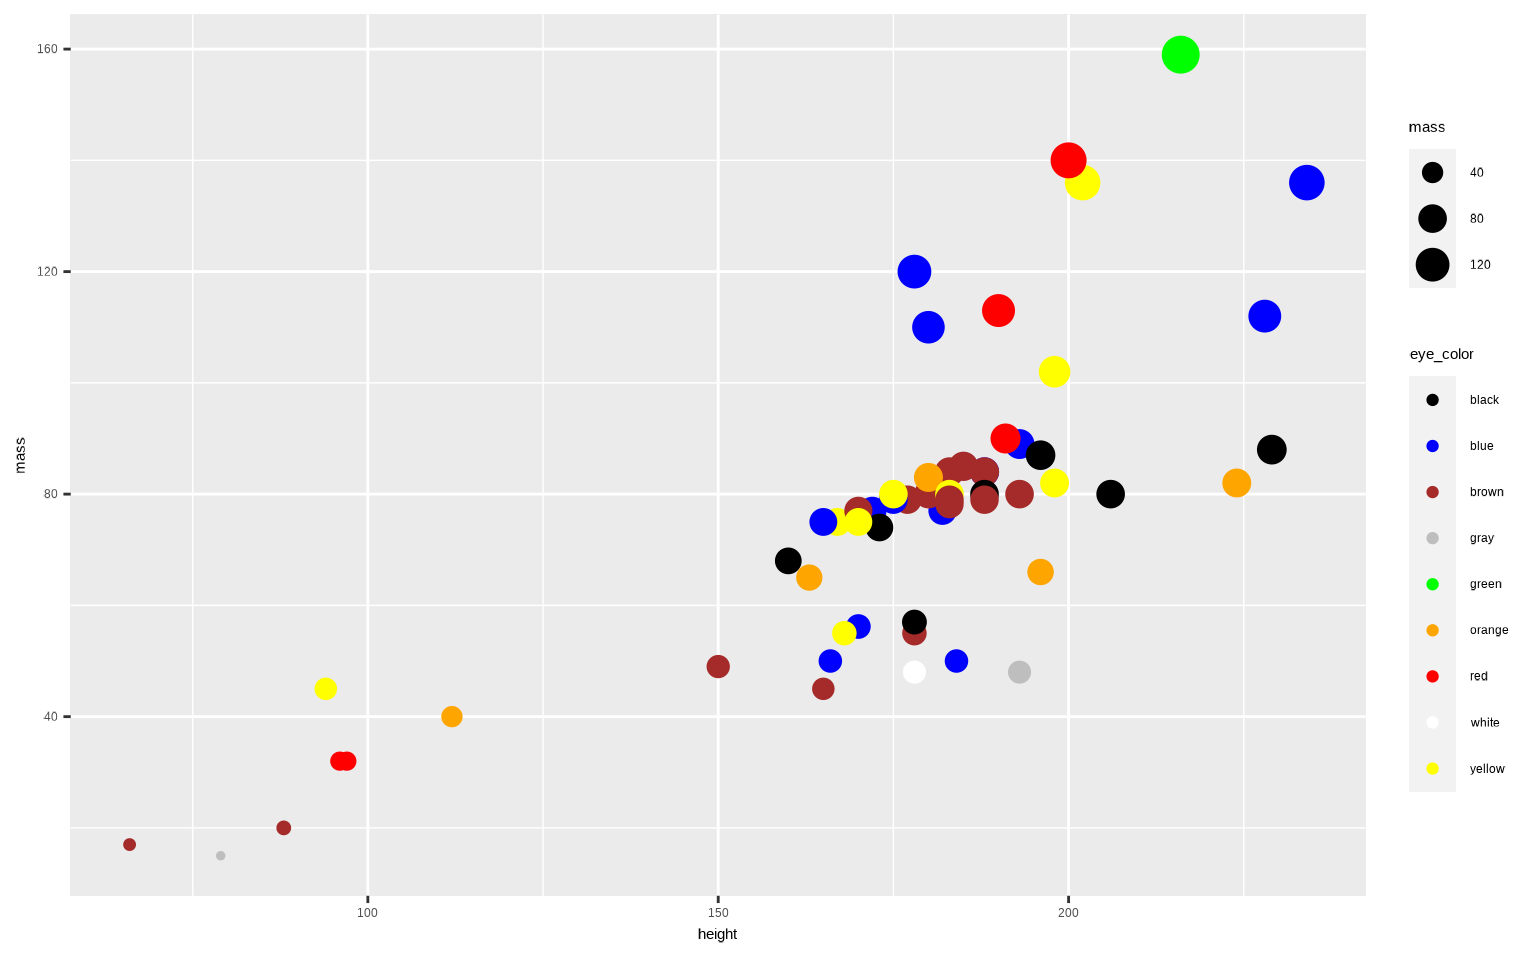 160
120
80
40
mass
100
150
200
height
mass
40
80
120
eye_color
black
blue
brown
gray
green
orange
red
white
yellow